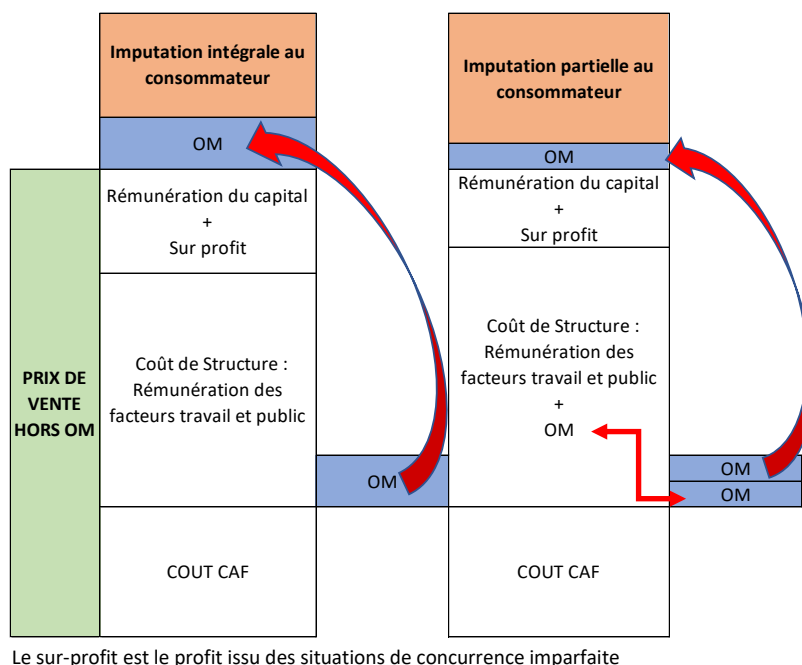 Imputation intégrale au
consommateur
OM
Rémunération du capital
+
Sur profit
Coût de Structure :
Rémunération des
facteurs travail et public
COUT CAF
PRIX DE
VENTE
HORS OM
OM
Imputation partielle au
consommateur
OM
Rémunération du capital
+
Sur profit
Coût de Structure :
Rémunération des
facteurs travail et public
+
OM
COUT CAF
OM
OM
Le sur-profit est le profit issu des situations de concurrence imparfaite